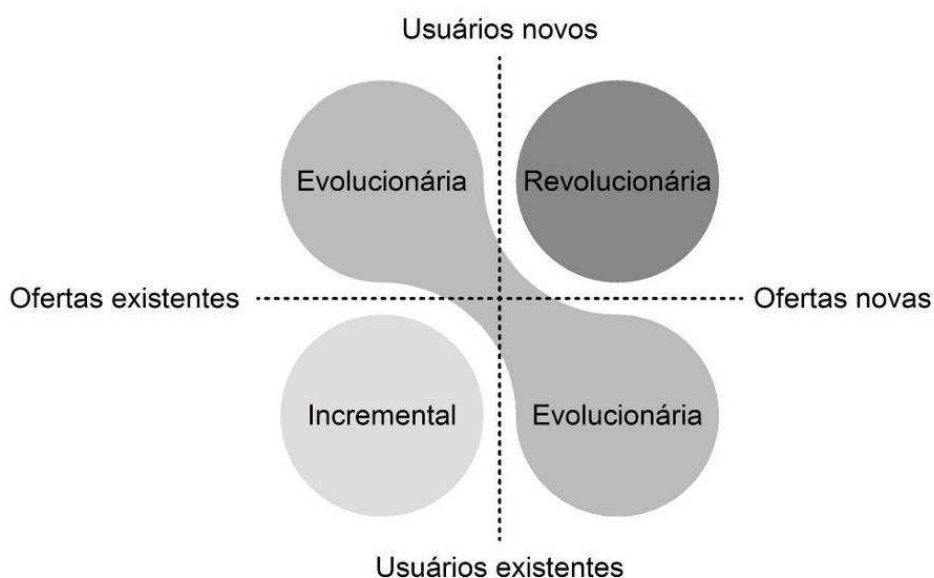 Usuários novos
Evolucionária
Revolucionária
Ofertas existentes
Ofertas novas
Incremental
Evolucionária
Usuários existentes